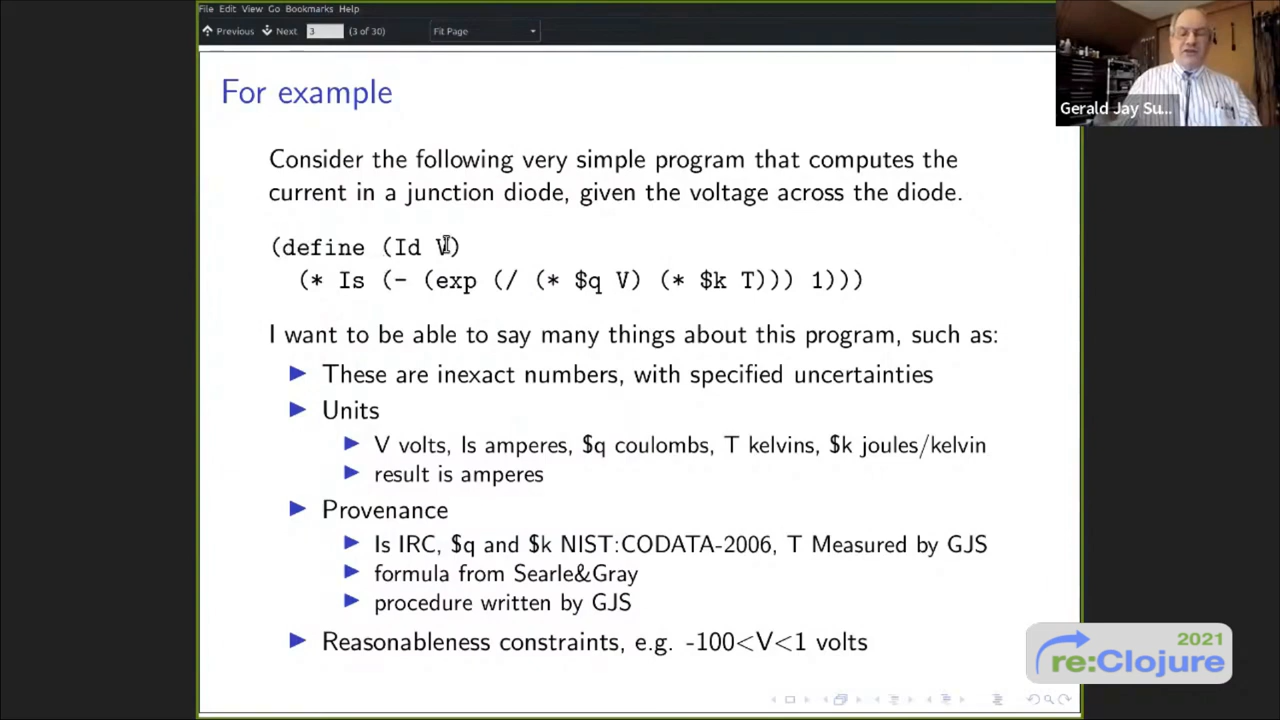 File Edit View Go Bookmarks Help
Previous Next 3 (3 of 30) Fit Page
Gerald Jay Su...
For example
Consider the following very simple program that computes the
current in a junction diode, given the voltage across the diode.
(define (Id V)
(* Is (- (exp (/ (* $q V) (* $k T))) 1)))
I want to be able to say many things about this program, such as:
These are inexact numbers, with specified uncertainties
Units
V volts, Is amperes, $q coulombs, T kelvins, $k joules/kelvin
result is amperes
Provenance
Is IRC, $q and $k NIST:CODATA-2006, T Measured by GJS
formula from Searle&Gray
procedure written by GJS
Reasonableness constraints, e.g. -100<V<1 volts
2021
re:Clojure